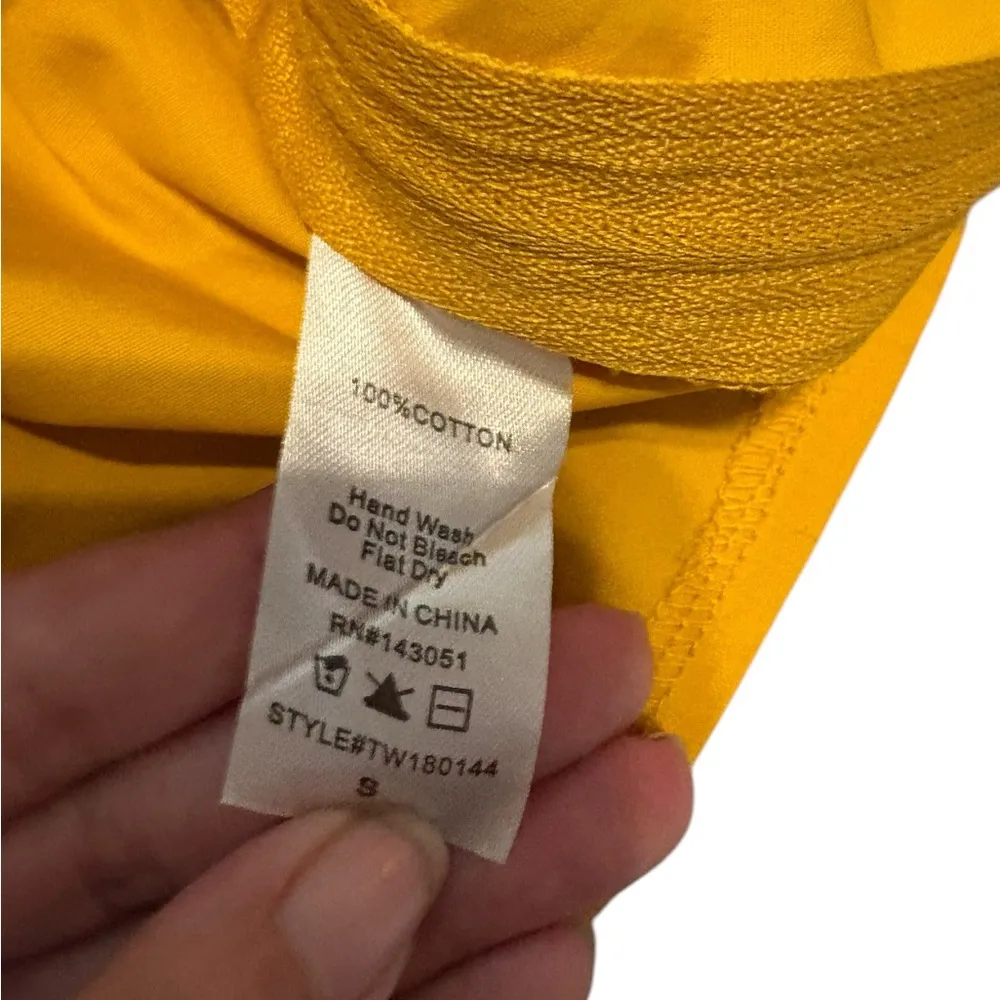 100%COTTON
Hand Wash
Do Not Bleach
Flat Dry
MADE IN CHINA
RN#143051
STYLE#TW180144
S